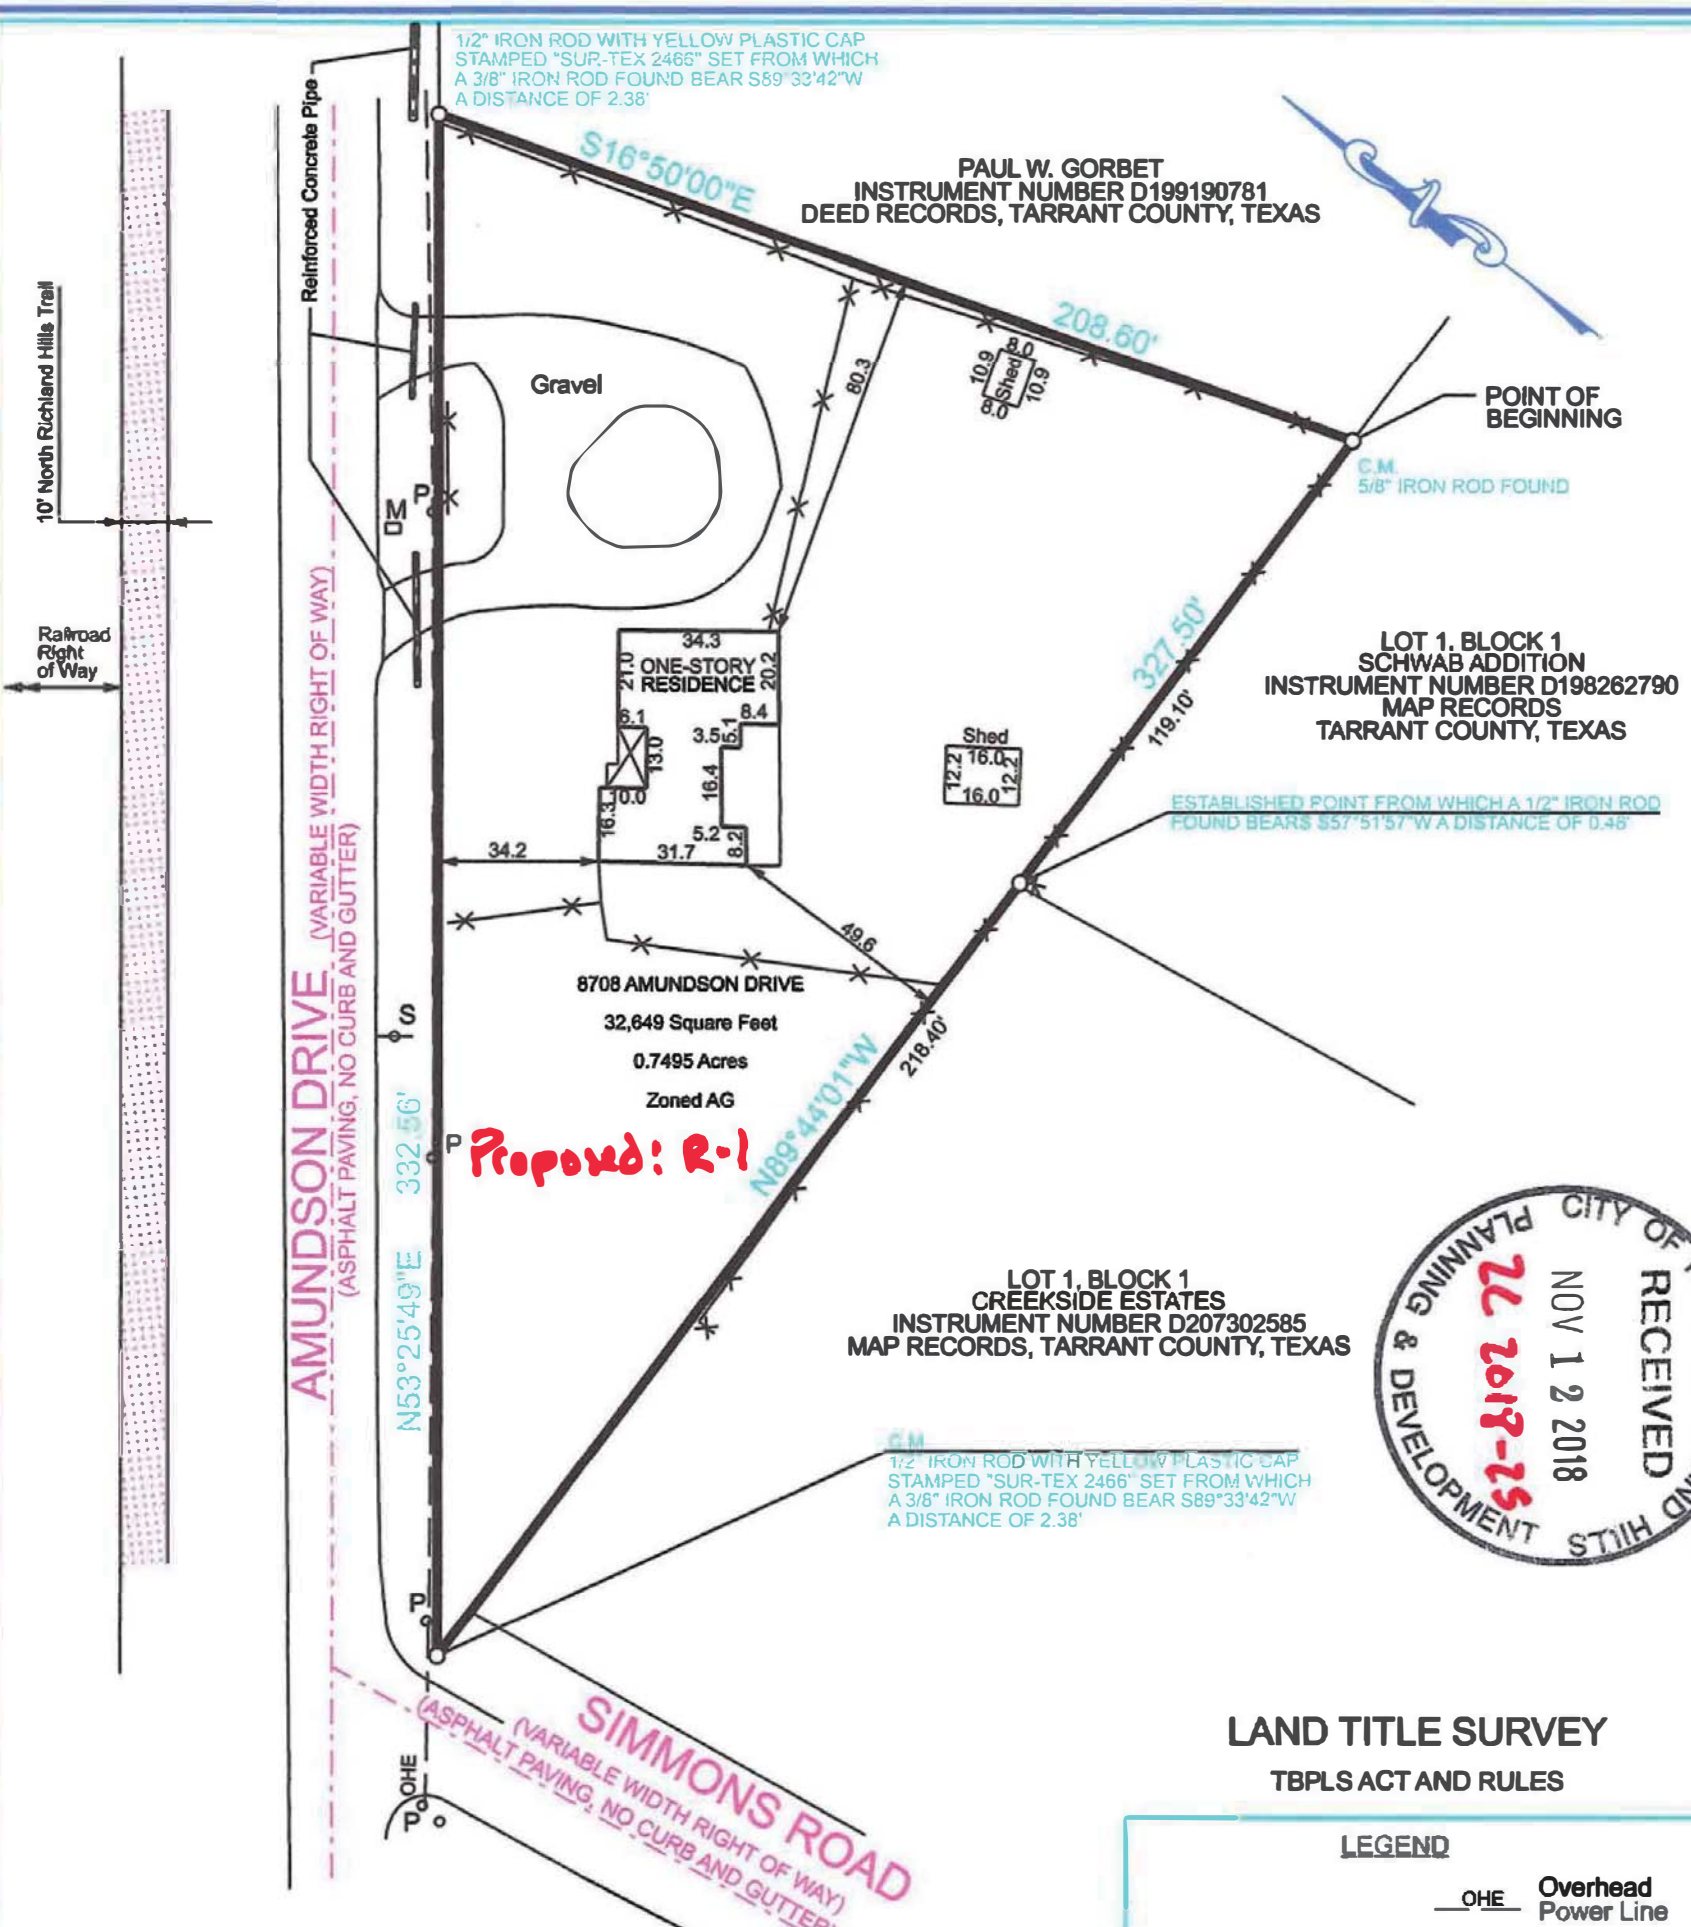 1/2" IRON ROD WITH YELLOW PLASTIC CAP
STAMPED "SUR-TEX 2466" SET FROM WHICH
A 3/8" IRON ROD FOUND BEAR S89°33'42"W
A DISTANCE OF 2.38'
Reinforced Concrete Pipe
S16°50'00"E
208.60'
PAUL W. GORBET
INSTRUMENT NUMBER D199190781
DEED RECORDS, TARRANT COUNTY, TEXAS
10' North Richland Hills Trail
Gravel
80.3
8.0
10.9
Shed
10.9
8.0
POINT OF
BEGINNING
C.M.
5/8" IRON ROD FOUND
M
P
Railroad
Right
of Way
34.3
21.0
ONE-STORY
RESIDENCE
20.2
6.1
13.0
8.4
5.1
3.5
16.4
10.0
16.3
5.2
8.2
31.7
34.2
49.6
Shed
16.0
12.2
12.2
16.0
327.50'
119.10'
LOT 1, BLOCK 1
SCHWAB ADDITION
INSTRUMENT NUMBER D198262790
MAP RECORDS
TARRANT COUNTY, TEXAS
ESTABLISHED POINT FROM WHICH A 1/2" IRON ROD
FOUND BEARS S57°51'57"W A DISTANCE OF 0.46'
AMUNDSON DRIVE (VARIABLE WIDTH RIGHT OF WAY)
(ASPHALT PAVING, NO CURB AND GUTTER)
S
8708 AMUNDSON DRIVE
32,649 Square Feet
0.7495 Acres
Zoned AG
Proposed: R-1
P
N53°25'49"E 332.56'
218.40'
N89°44'01"W
LOT 1, BLOCK 1
CREEKSIDE ESTATES
INSTRUMENT NUMBER D207302585
MAP RECORDS, TARRANT COUNTY, TEXAS
CITY OF
HILLS
PLANNING & DEVELOPMENT
RECEIVED
NOV 12 2018
ZC 2018-25
C.M.
1/2" IRON ROD WITH YELLOW PLASTIC CAP
STAMPED "SUR-TEX 2466" SET FROM WHICH
A 3/8" IRON ROD FOUND BEAR S89°33'42"W
A DISTANCE OF 2.38'
P
SIMMONS ROAD
(VARIABLE WIDTH RIGHT OF WAY)
(ASPHALT PAVING, NO CURB AND GUTTER)
OHE
P
LAND TITLE SURVEY
TBPLS ACT AND RULES
LEGEND
OHE Overhead
Power Line